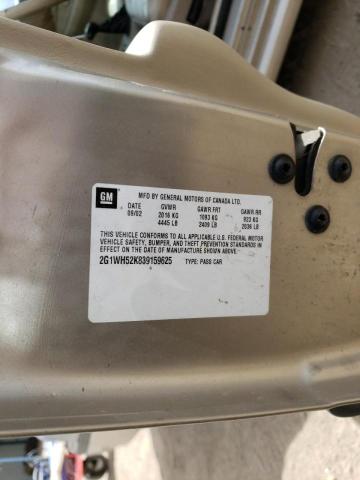 GM
MFD BY GENERAL MOTORS OF CANADA LTD.
DATE GVWR GAWR FRT GAWR RR
09/02 2016 KG 1093 KG 923 KG
4445 LB 2409 LB 2036 LB
THIS VEHICLE CONFORMS TO ALL APPLICABLE U.S. FEDERAL MOTOR
VEHICLE SAFETY, BUMPER, AND THEFT PREVENTION STANDARDS IN
EFFECT ON THE DATE OF MANUFACTURE SHOWN ABOVE.
2G1WH52K839159625 TYPE: PASS CAR